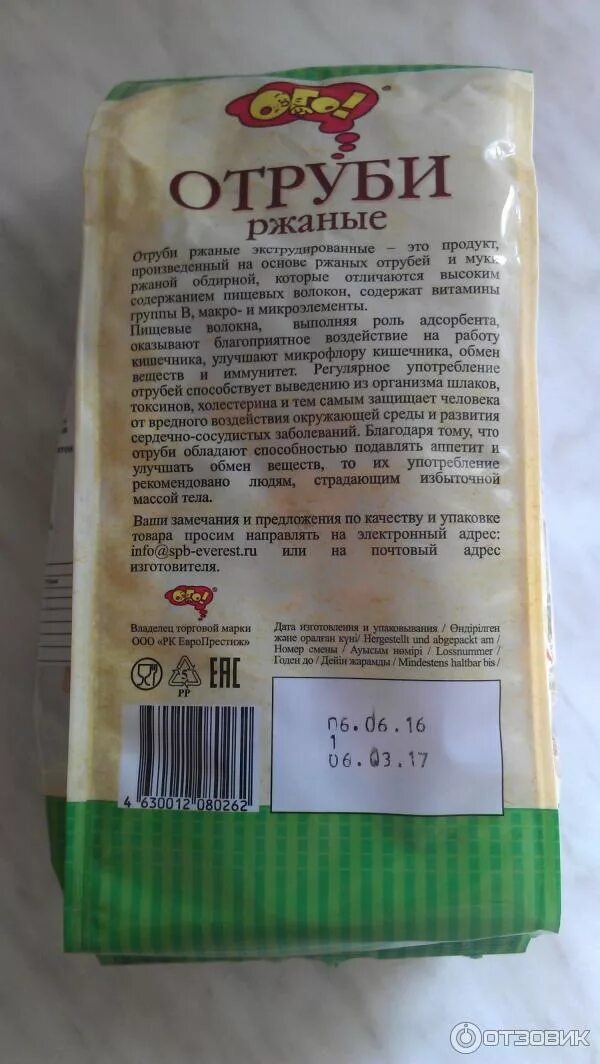 ОГО!
ОТРУБИ
ржаные
Отруби ржаные экструдированные – это продукт,
произведенный на основе ржаных отрубей и муки
ржаной обдирной, которые отличаются высоким
содержанием пищевых волокон, содержат витамины
группы В, макро- и микроэлементы.
Пищевые волокна, выполняя роль адсорбента,
оказывают благоприятное воздействие на работу
кишечника, улучшают микрофлору кишечника, обмен
веществ и иммунитет. Регулярное употребление
отрубей способствует выведению из организма шлаков,
токсинов, холестерина и тем самым защищает человека
от вредного воздействия окружающей среды и развития
сердечно-сосудистых заболеваний. Благодаря тому, что
отруби обладают способностью подавлять аппетит и
улучшать обмен веществ, то их употребление
рекомендовано людям, страдающим избыточной
массой тела.
Ваши замечания и предложения по качеству и упаковке
товара просим направлять на электронный адрес:
info@spb-everest.ru или на почтовый адрес
изготовителя.
ОГО!
Владелец торговой марки
ООО «РК ЕвроПрестиж»
5
PP
EAC
4 630012 080262
Дата изготовления и упаковывания / Өндірілген
және оралған күні/ Hergestellt und abgepackt am /
Номер смены / Ауысым нөмірі / Lossnummer /
Годен до / Дейін жарамды / Mindestens haltbar bis /
06.06.16
1
06.03.17
ОТЗОВИК